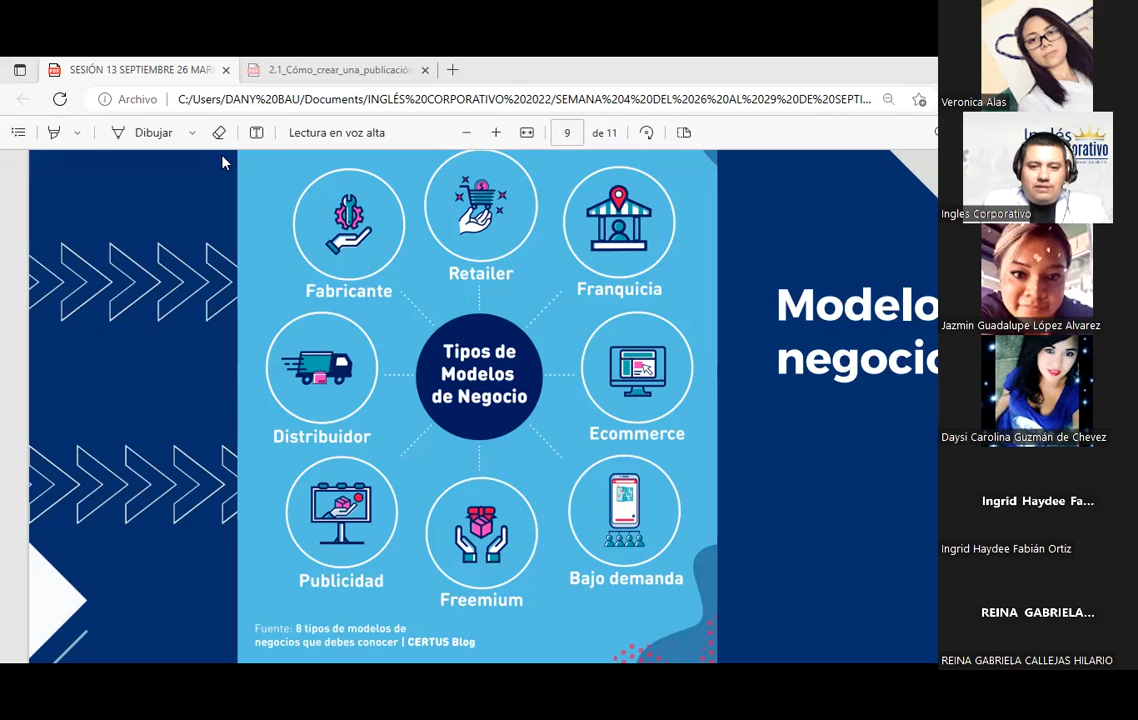 SESIÓN 13 SEPTIEMBRE 26 MAR
2.1_Cómo_crear_una_publicación
Archivo
C:/Users/DANY%20BAU/Documents/INGLÉS%20CORPORATIVO%202022/SEMANA%204%20DEL%2026%20AL%2029%20DE%20SEPTI...
Dibujar
Lectura en voz alta
9
de 11
Fabricante
Retailer
Franquicia
Distribuidor
Tipos de
Modelos
de Negocio
Ecommerce
Publicidad
Freemium
Bajo demanda
Fuente: 8 tipos de modelos de
negocios que debes conocer | CERTUS Blog
Modelo
negocio
Veronica Alas
Inglés
orporativo
Ingles Corporativo
Jazmin Guadalupe López Alvarez
Daysi Carolina Guzmán de Chevez
Ingrid Haydee Fa...
Ingrid Haydee Fabián Ortiz
REINA GABRIELA...
REINA GABRIELA CALLEJAS HILARIO